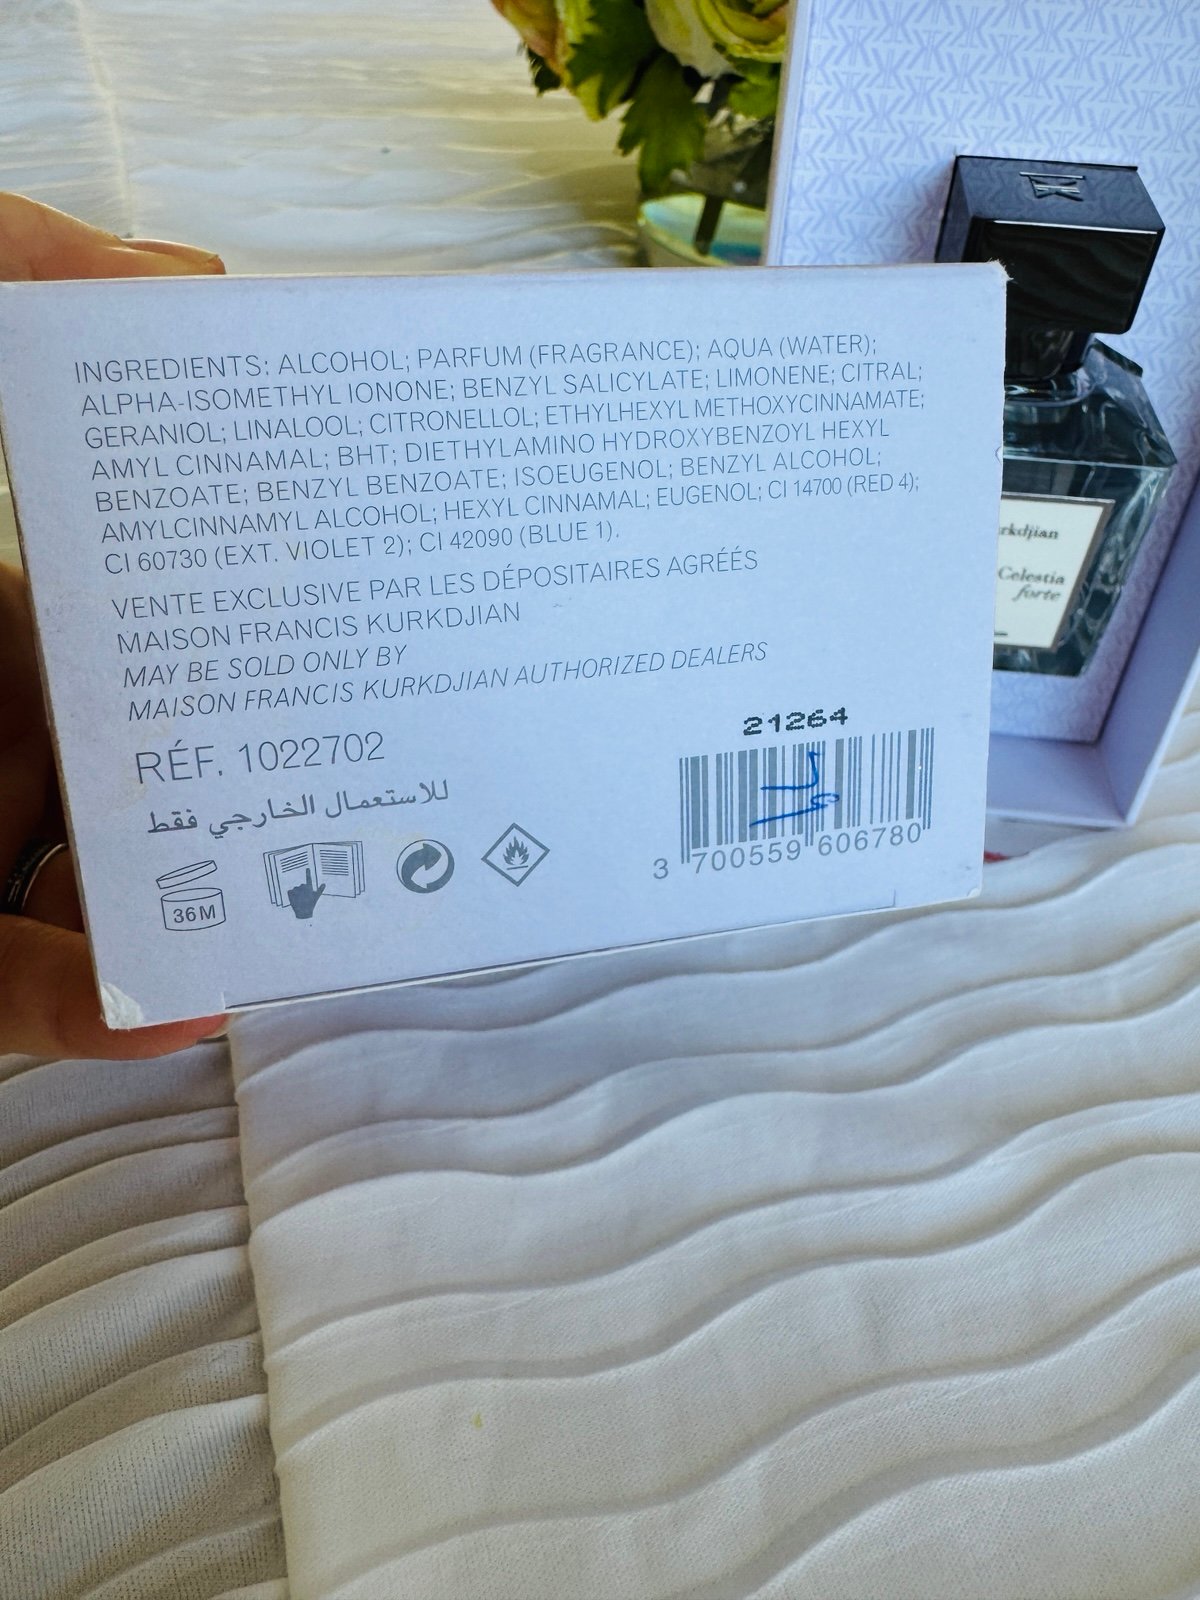 INGREDIENTS: ALCOHOL; PARFUM (FRAGRANCE); AQUA (WATER);
ALPHA-ISOMETHYL IONONE; BENZYL SALICYLATE; LIMONENE; CITRAL;
GERANIOL; LINALOOL; CITRONELLOL; ETHYLHEXYL METHOXYCINNAMATE;
AMYL CINNAMAL; BHT; DIETHYLAMINO HYDROXYBENZOYL HEXYL
BENZOATE; BENZYL BENZOATE; ISOEUGENOL; BENZYL ALCOHOL;
AMYLCINNAMYL ALCOHOL; HEXYL CINNAMAL; EUGENOL; CI 14700 (RED 4);
CI 60730 (EXT. VIOLET 2); CI 42090 (BLUE 1).
VENTE EXCLUSIVE PAR LES DÉPOSITAIRES AGRÉÉS
MAISON FRANCIS KURKDJIAN
MAY BE SOLD ONLY BY
MAISON FRANCIS KURKDJIAN AUTHORIZED DEALERS
RÉF. 1022702
للاستعمال الخارجي فقط
36M
21264
3 700559 606780
rkdjian
Celestia
forte